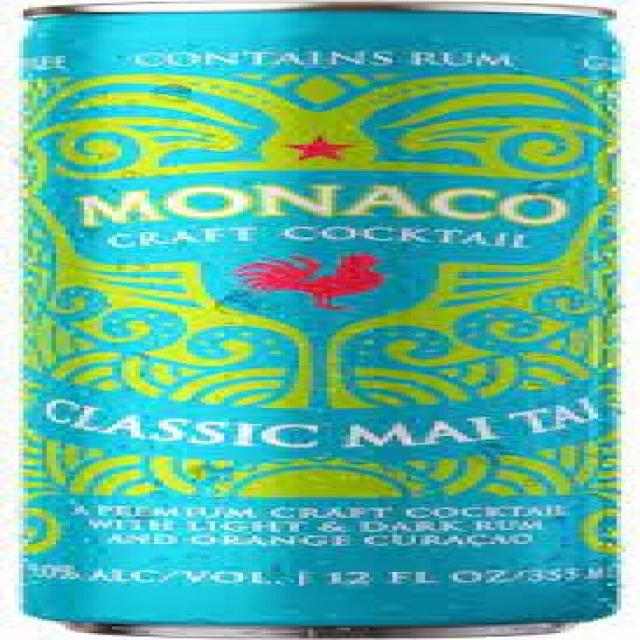 CONTAINS RUM
MONACO
CRAFT COCKTAIL
CLASSIC MAI TAI
A PREMIUM CRAFT COCKTAIL
WITH LIGHT & DARK RUM
AND ORANGE CURAÇAO
ALC/VOL. | 12 FL OZ/355